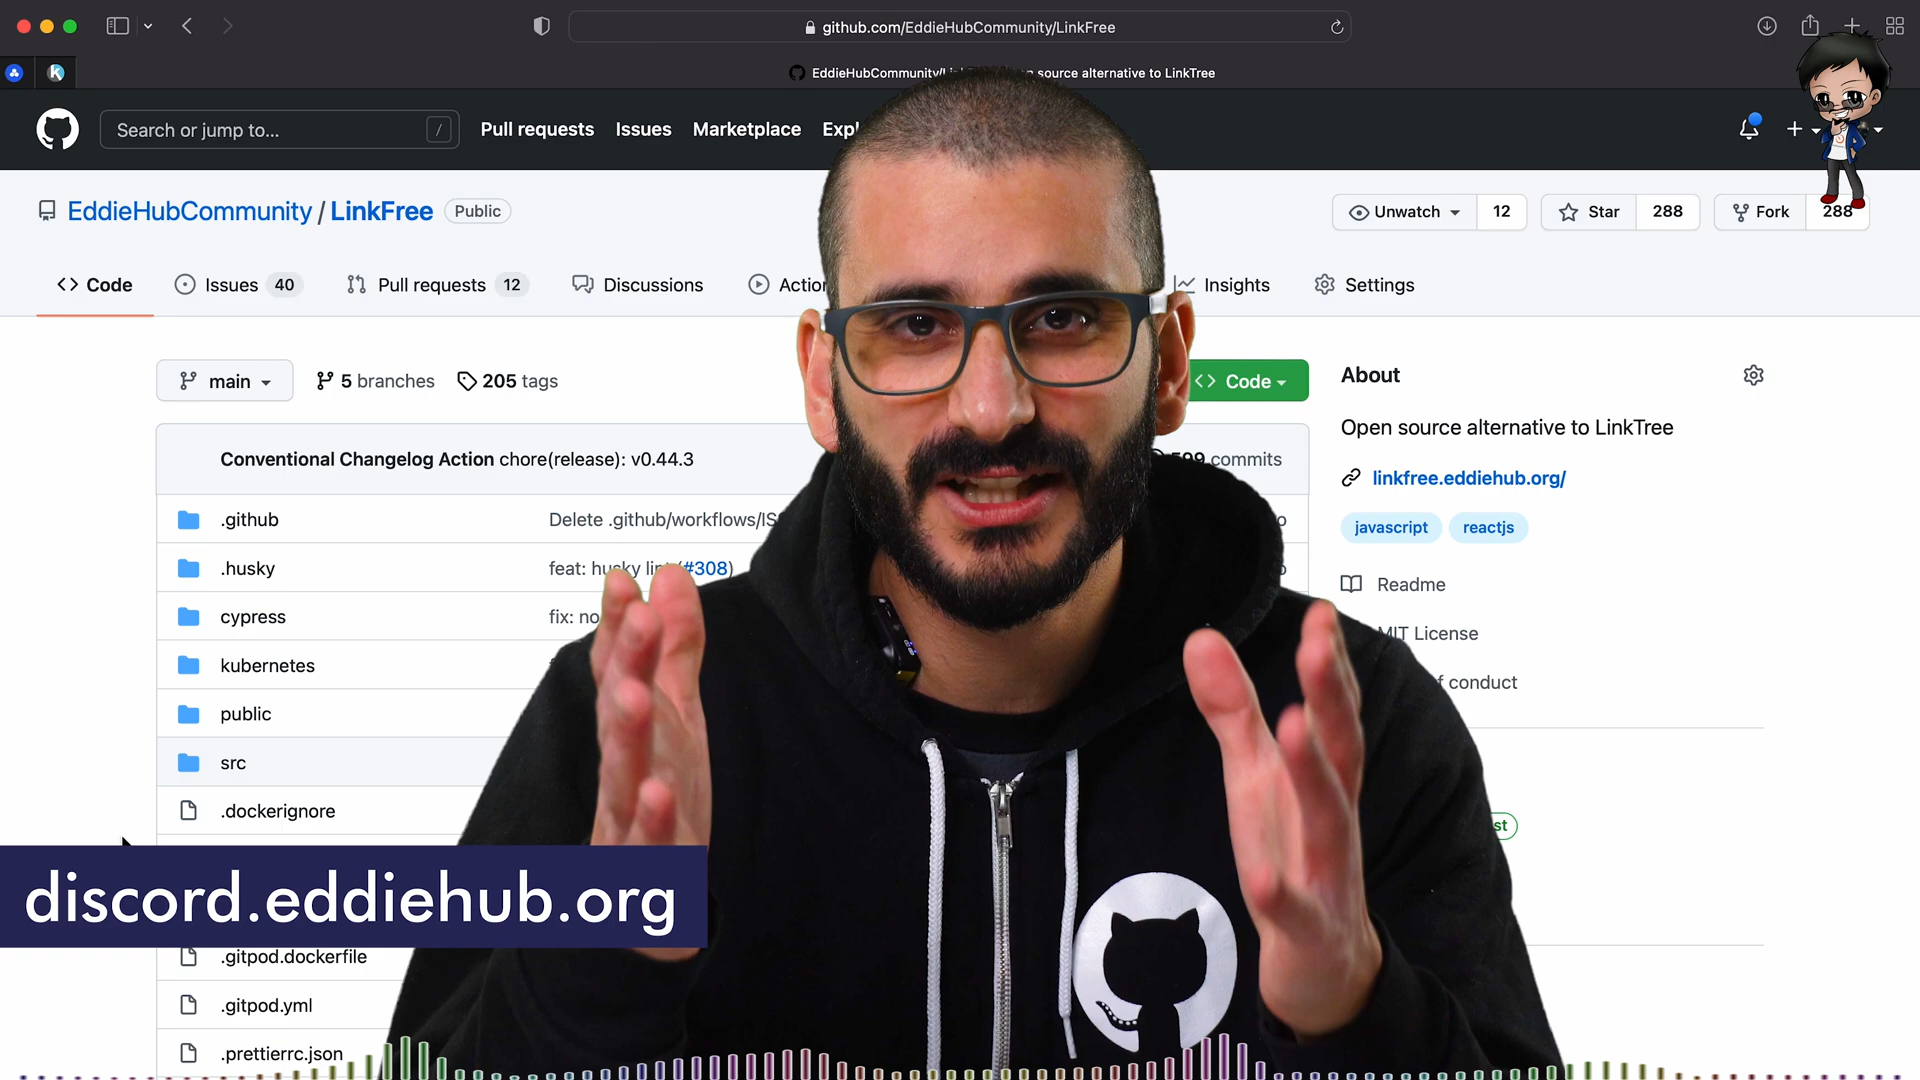 github.com/EddieHubCommunity/LinkFree
EddieHubCommunity/ source alternative to LinkTree
Search or jump to... /
Pull requests Issues Marketplace
EddieHubCommunity / LinkFree Public
Unwatch 12 Star 288 Fork 288
Code Issues 40 Pull requests 12 Discussions Insights Settings
main 5 branches 205 tags Code
About
Open source alternative to LinkTree
Conventional Changelog Action chore(release): v0.44.3 commits
linkfree.eddiehub.org/
.github Delete .github/workflows/
javascript reactjs
.husky feat: husky (#308)
Readme
cypress fix:
MIT License
kubernetes
conduct
public
src
.dockerignore
discord.eddiehub.org
.gitpod.dockerfile
.gitpod.yml
.prettierrc.json